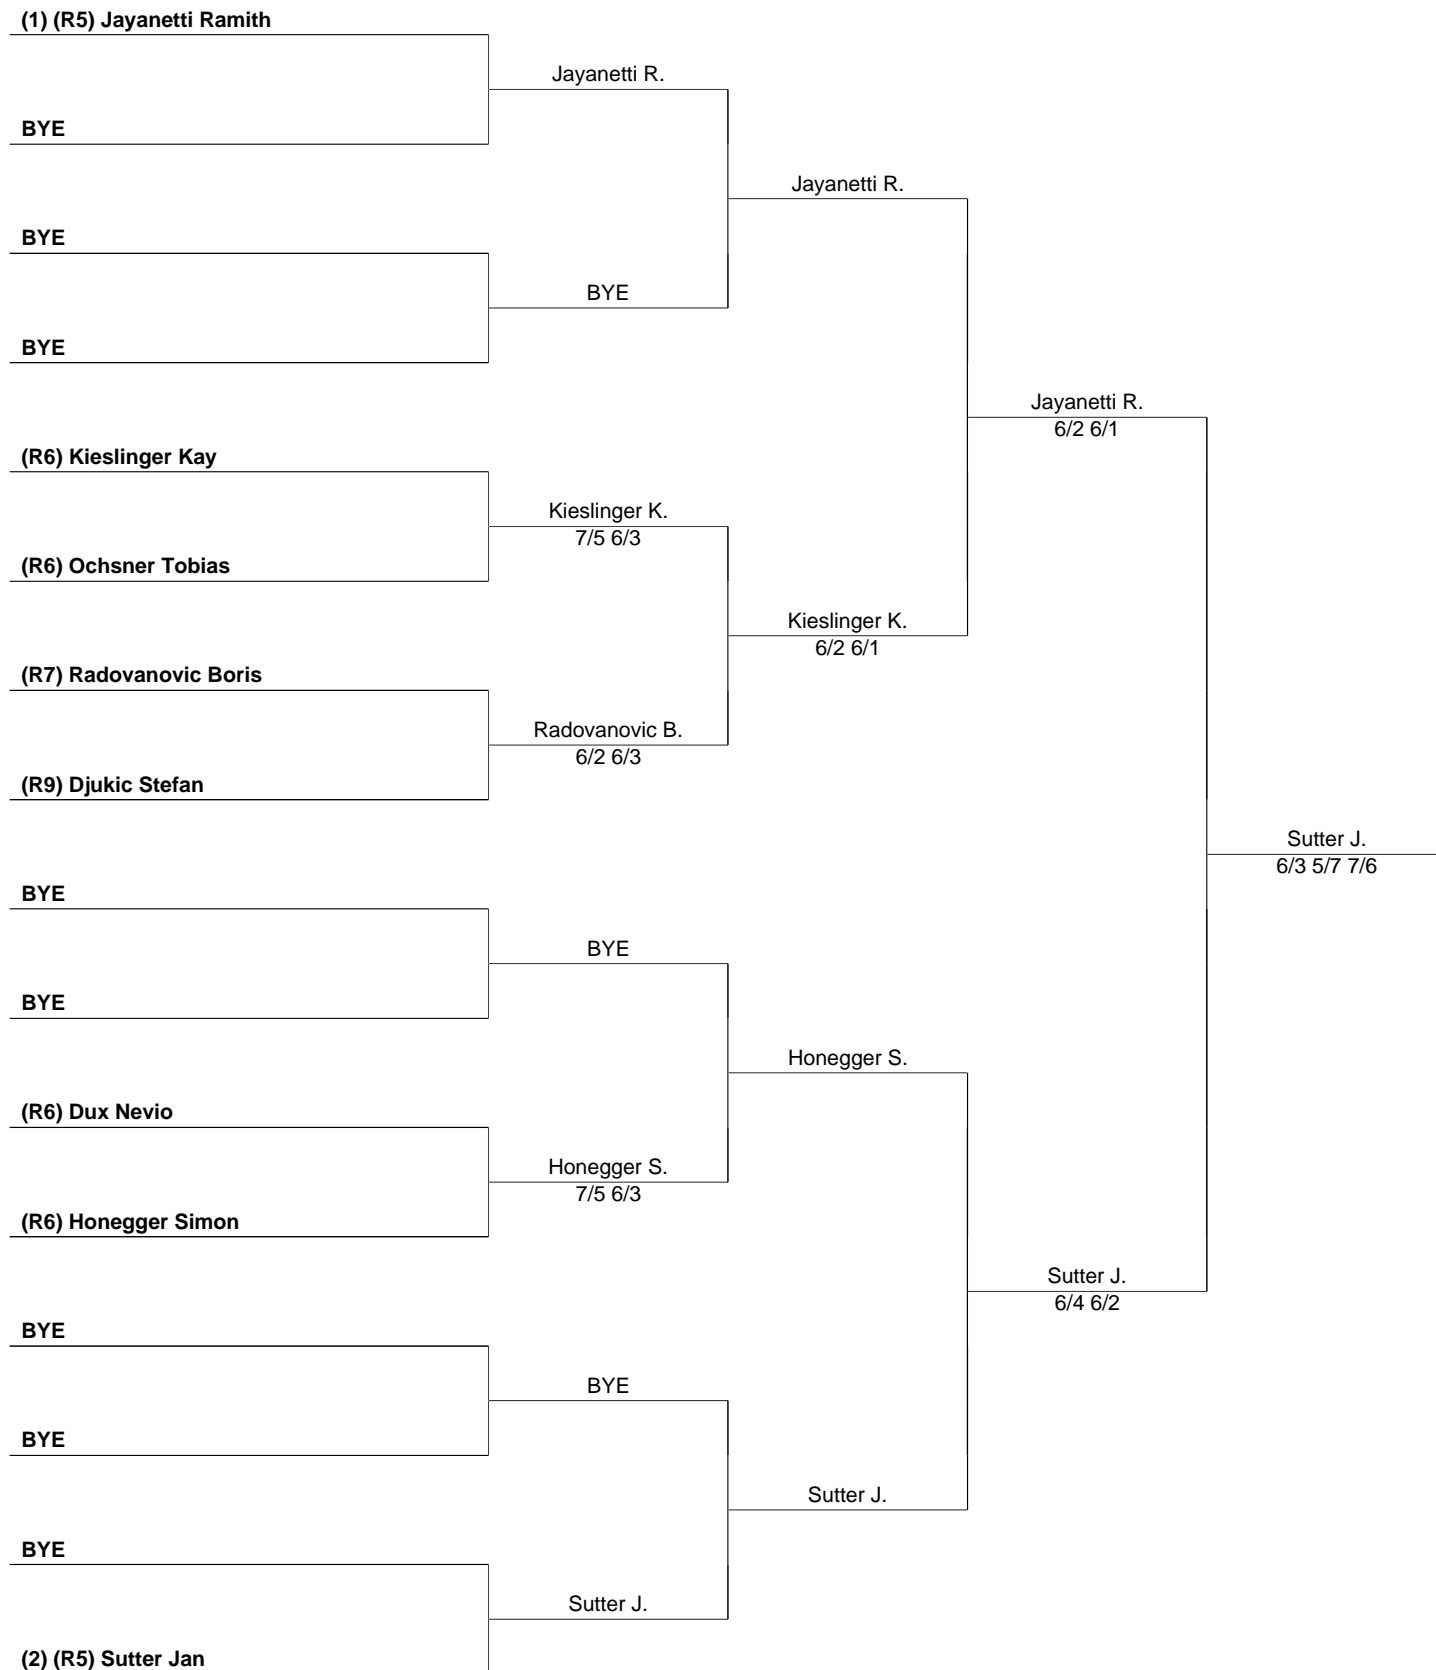 (1) (R5) Jayanetti Ramith
Jayanetti R.
BYE
Jayanetti R.
BYE
BYE
BYE
Jayanetti R.
6/2 6/1
(R6) Kieslinger Kay
Kieslinger K.
7/5 6/3
(R6) Ochsner Tobias
Kieslinger K.
6/2 6/1
(R7) Radovanovic Boris
Radovanovic B.
6/2 6/3
(R9) Djukic Stefan
Sutter J.
6/3 5/7 7/6
BYE
BYE
BYE
Honegger S.
(R6) Dux Nevio
Honegger S.
7/5 6/3
(R6) Honegger Simon
Sutter J.
6/4 6/2
BYE
BYE
BYE
Sutter J.
BYE
Sutter J.
(2) (R5) Sutter Jan